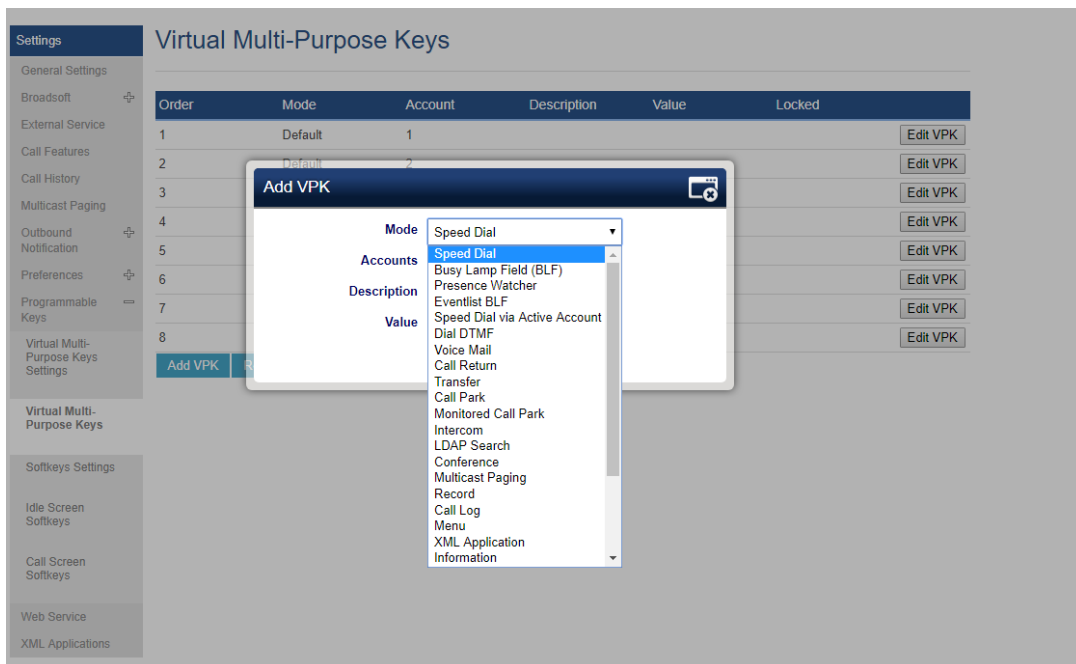 Settings
General Settings
Broadsoft
External Service
Call Features
Call History
Multicast Paging
Outbound
Notification
Preferences
Programmable
Keys
Virtual Multi-
Purpose Keys
Settings
Virtual Multi-
Purpose Keys
Softkeys Settings
Idle Screen
Softkeys
Call Screen
Softkeys
Web Service
XML Applications
Virtual Multi-Purpose Keys
Order Mode Account Description Value Locked
1 Default 1 Edit VPK
2 Default 2 Edit VPK
3 Edit VPK
4 Edit VPK
5 Edit VPK
6 Edit VPK
7 Edit VPK
8 Edit VPK
Add VPK
Add VPK
Mode Speed Dial
Accounts
Description
Value
Speed Dial
Busy Lamp Field (BLF)
Presence Watcher
Eventlist BLF
Speed Dial via Active Account
Dial DTMF
Voice Mail
Call Return
Transfer
Call Park
Monitored Call Park
Intercom
LDAP Search
Conference
Multicast Paging
Record
Call Log
Menu
XML Application
Information